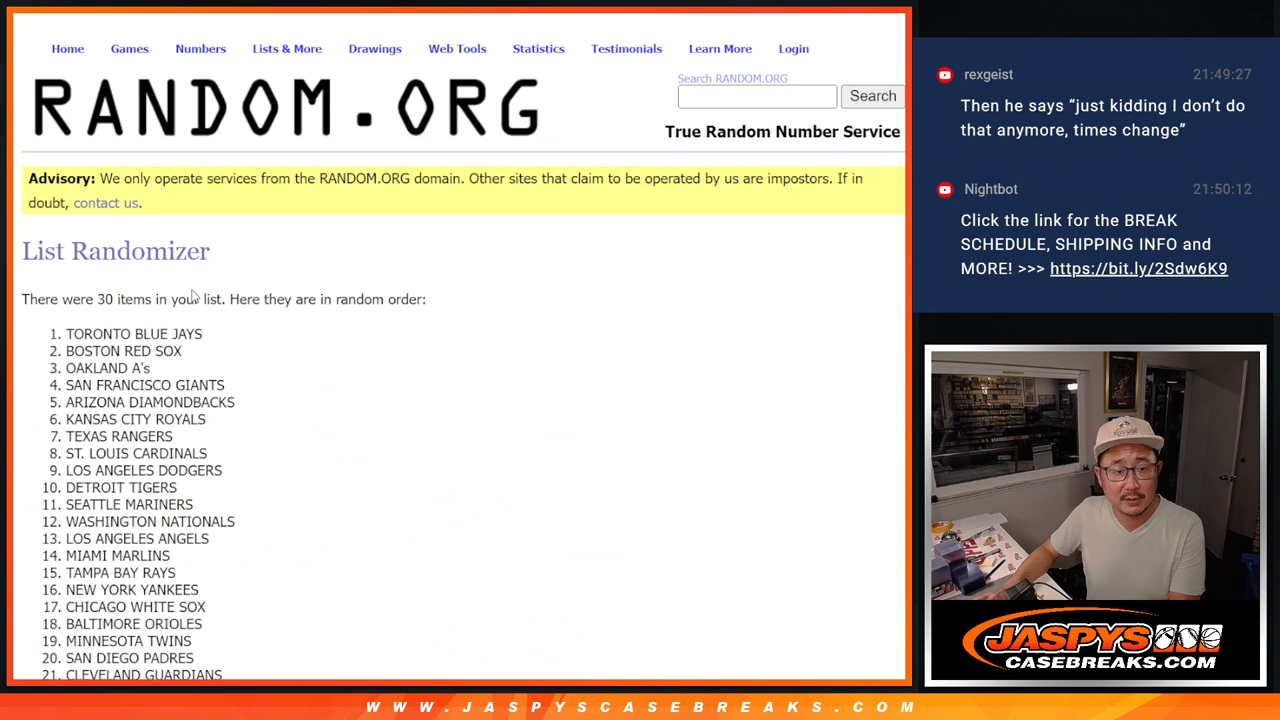 Home Games Numbers Lists & More Drawings Web Tools Statistics Testimonials Learn More Login
RANDOM.ORG
Search RANDOM.ORG
Search
True Random Number Service
Advisory: We only operate services from the RANDOM.ORG domain. Other sites that claim to be operated by us are impostors. If in
doubt, contact us.
List Randomizer
There were 30 items in your list. Here they are in random order:
1. TORONTO BLUE JAYS
2. BOSTON RED SOX
3. OAKLAND A's
4. SAN FRANCISCO GIANTS
5. ARIZONA DIAMONDBACKS
6. KANSAS CITY ROYALS
7. TEXAS RANGERS
8. ST. LOUIS CARDINALS
9. LOS ANGELES DODGERS
10. DETROIT TIGERS
11. SEATTLE MARINERS
12. WASHINGTON NATIONALS
13. LOS ANGELES ANGELS
14. MIAMI MARLINS
15. TAMPA BAY RAYS
16. NEW YORK YANKEES
17. CHICAGO WHITE SOX
18. BALTIMORE ORIOLES
19. MINNESOTA TWINS
20. SAN DIEGO PADRES
21. CLEVELAND GUARDIANS
rexgeist 21:49:27
Then he says “just kidding I don’t do
that anymore, times change”
Nightbot 21:50:12
Click the link for the BREAK
SCHEDULE, SHIPPING INFO and
MORE! >>> https://bit.ly/2Sdw6K9
JASPYS
CASEBREAKS.COM
WWW.JASPYSCASEBREAKS.COM